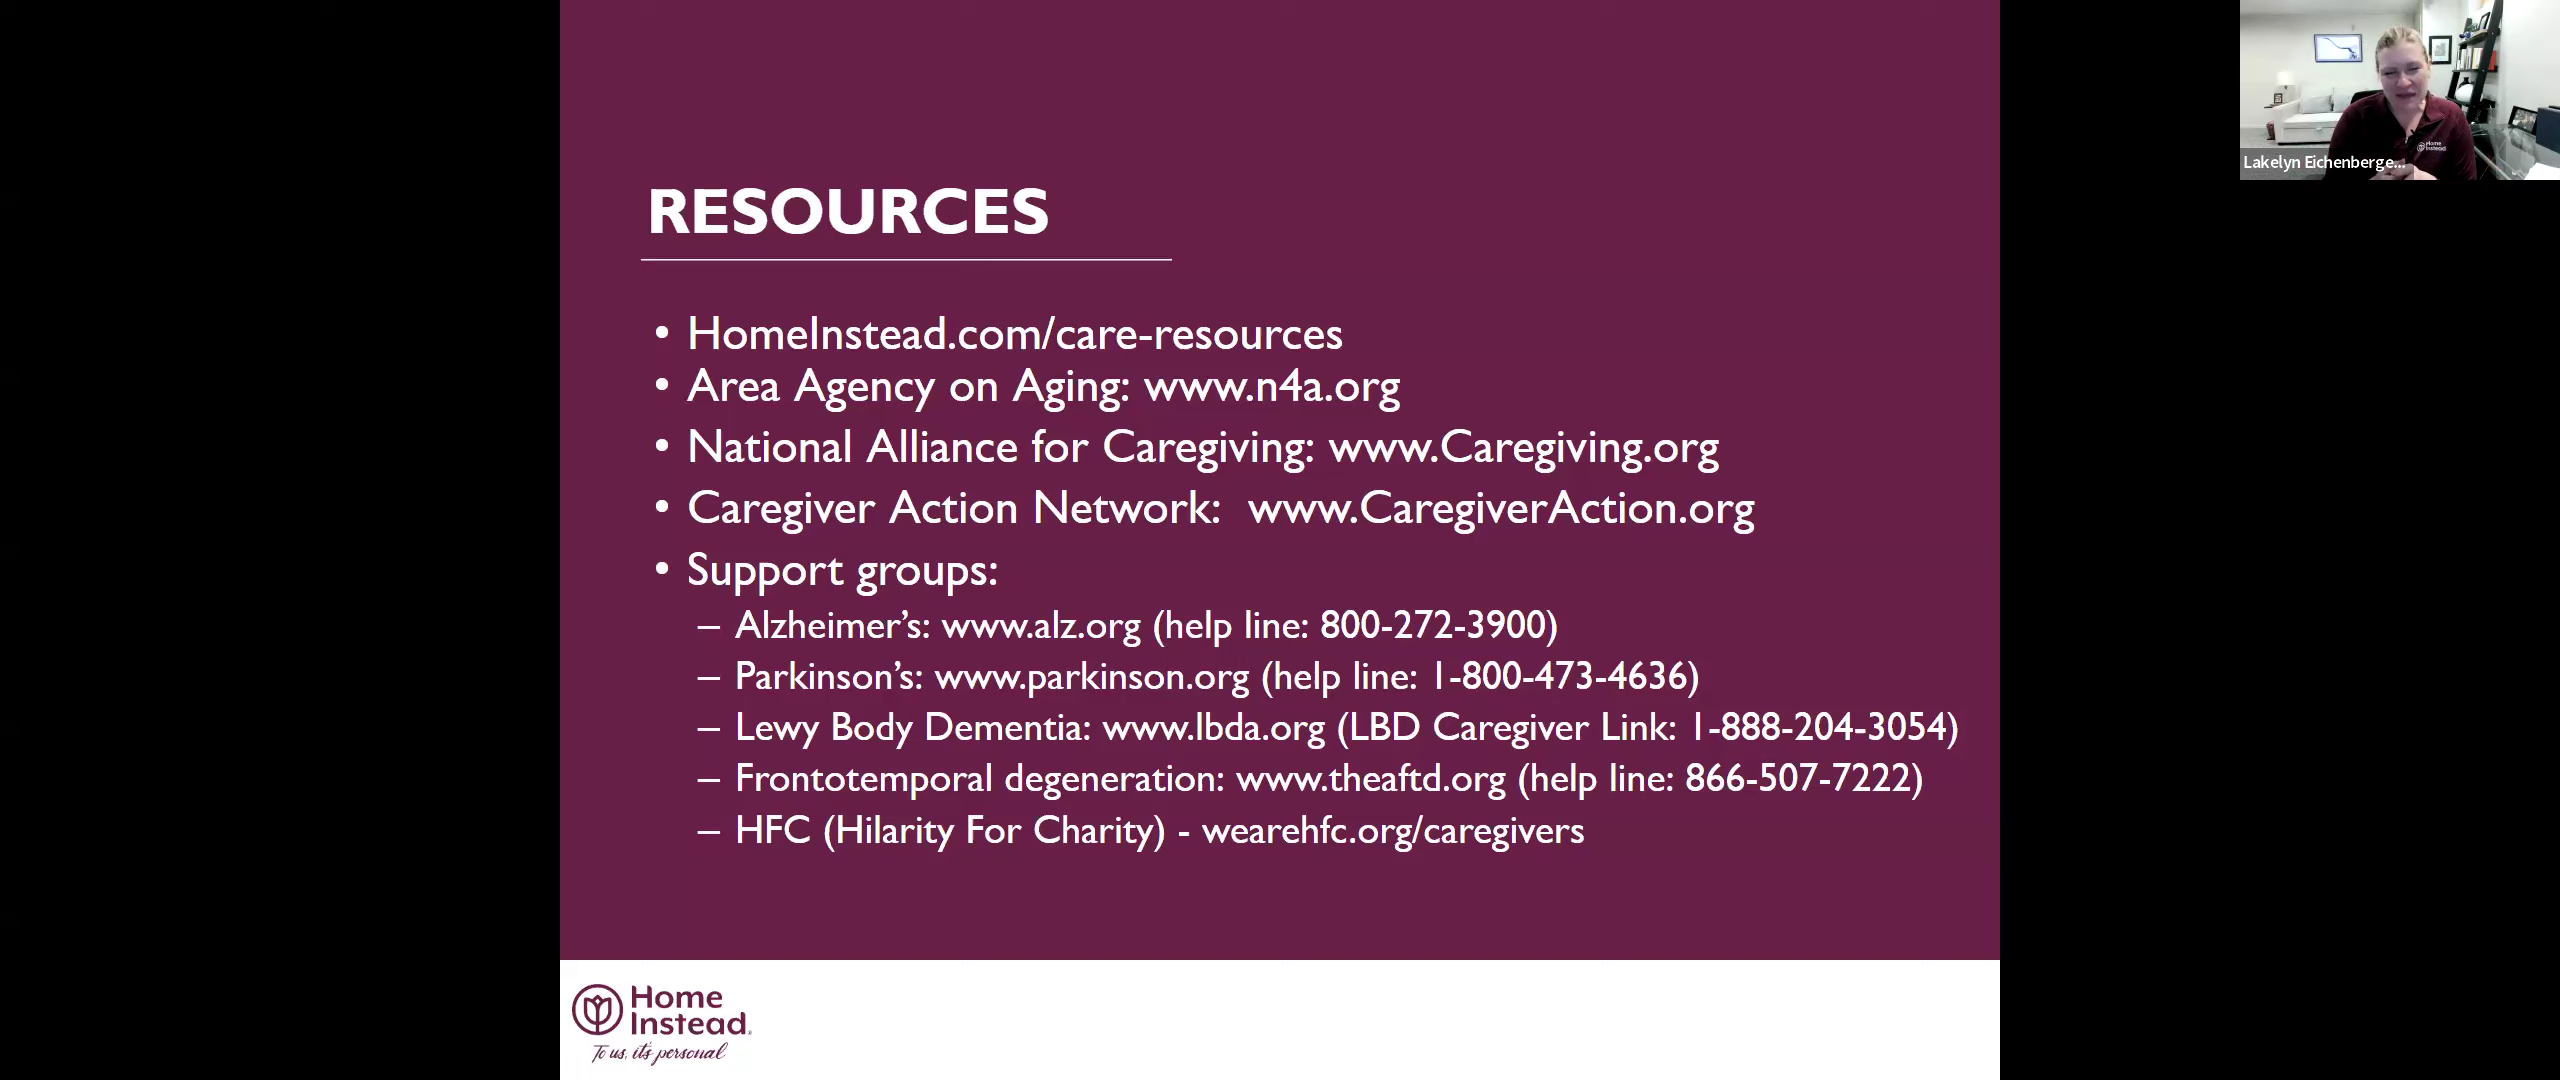 RESOURCES
• HomeInstead.com/care-resources
• Area Agency on Aging: www.n4a.org
• National Alliance for Caregiving: www.Caregiving.org
• Caregiver Action Network:  www.CaregiverAction.org
• Support groups:
– Alzheimer’s: www.alz.org (help line: 800-272-3900)
– Parkinson’s: www.parkinson.org (help line: 1-800-473-4636)
– Lewy Body Dementia: www.lbda.org (LBD Caregiver Link: 1-888-204-3054)
– Frontotemporal degeneration: www.theaftd.org (help line: 866-507-7222)
– HFC (Hilarity For Charity) - wearehfc.org/caregivers
Home
Instead
To us, it's personal
Home
Instead
Lakelyn Eichenberge...